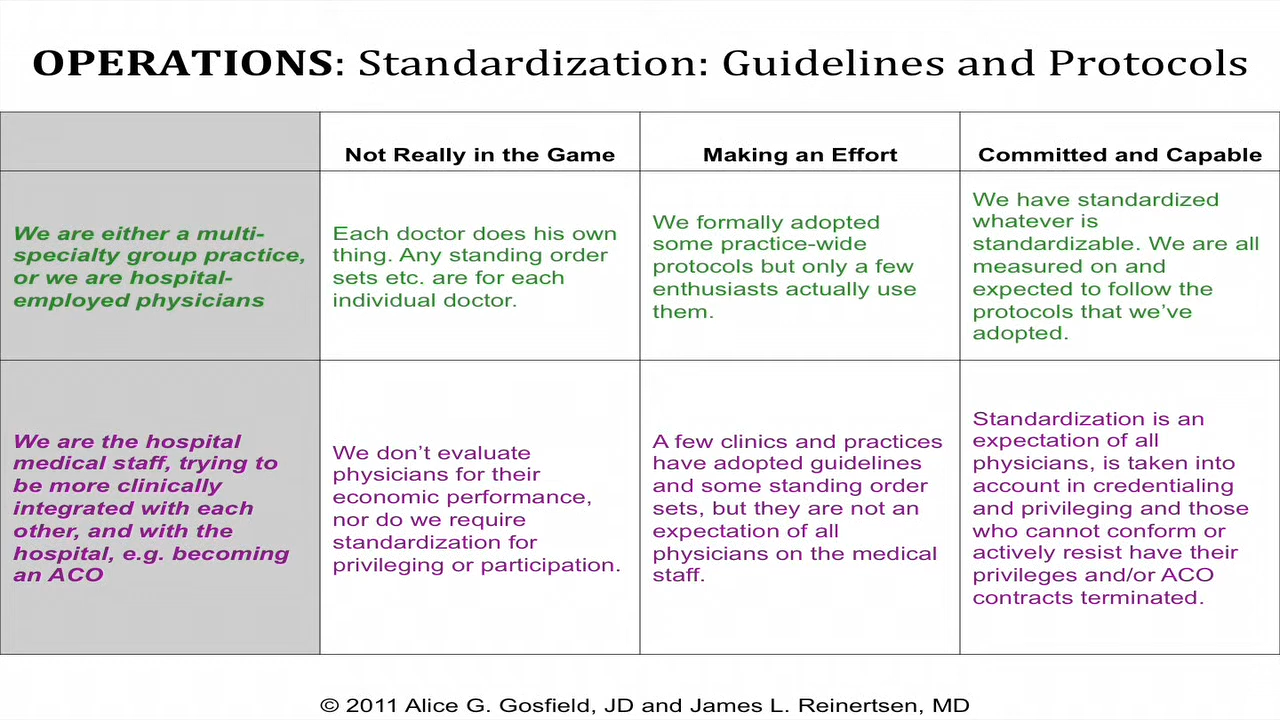 OPERATIONS: Standardization: Guidelines and Protocols
Not Really in the Game
Making an Effort
Committed and Capable
We are either a multi-
specialty group practice,
or we are hospital-
employed physicians
Each doctor does his own
thing. Any standing order
sets etc. are for each
individual doctor.
We formally adopted
some practice-wide
protocols but only a few
enthusiasts actually use
them.
We have standardized
whatever is
standardizable. We are all
measured on and
expected to follow the
protocols that we’ve
adopted.
We are the hospital
medical staff, trying to
be more clinically
integrated with each
other, and with the
hospital, e.g. becoming
an ACO
We don’t evaluate
physicians for their
economic performance,
nor do we require
standardization for
privileging or participation.
A few clinics and practices
have adopted guidelines
and some standing order
sets, but they are not an
expectation of all
physicians on the medical
staff.
Standardization is an
expectation of all
physicians, is taken into
account in credentialing
and privileging and those
who cannot conform or
actively resist have their
privileges and/or ACO
contracts terminated.
© 2011 Alice G. Gosfield, JD and James L. Reinertsen, MD